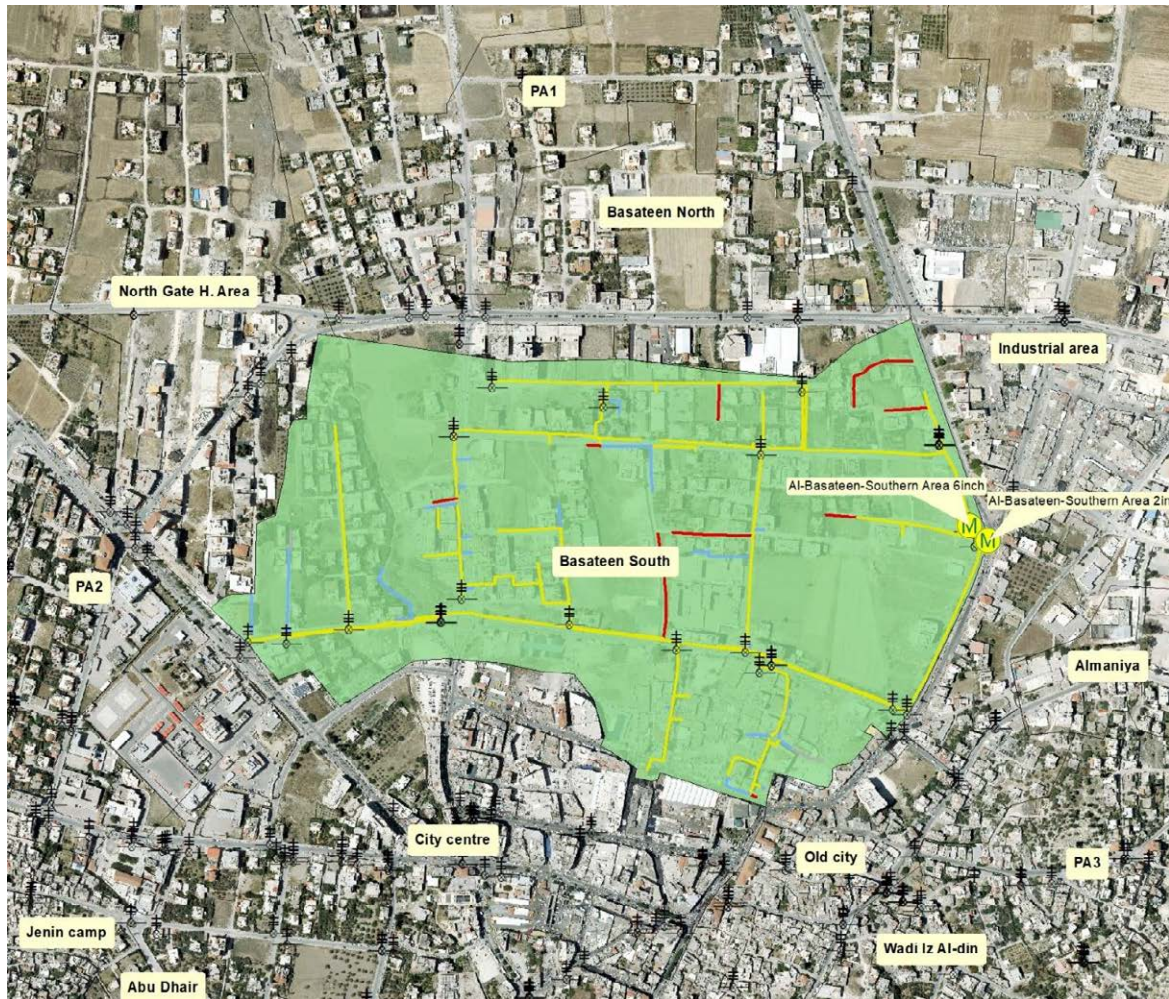 PA1
Basateen North
North Gate H. Area
Industrial area
Al-Basateen-Southern Area 6inch
Al-Basateen-Southern Area 2in
M
M
Basateen South
PA2
Almaniya
City centre
Old city
PA3
Jenin camp
Wadi Iz Al-din
Abu Dhair